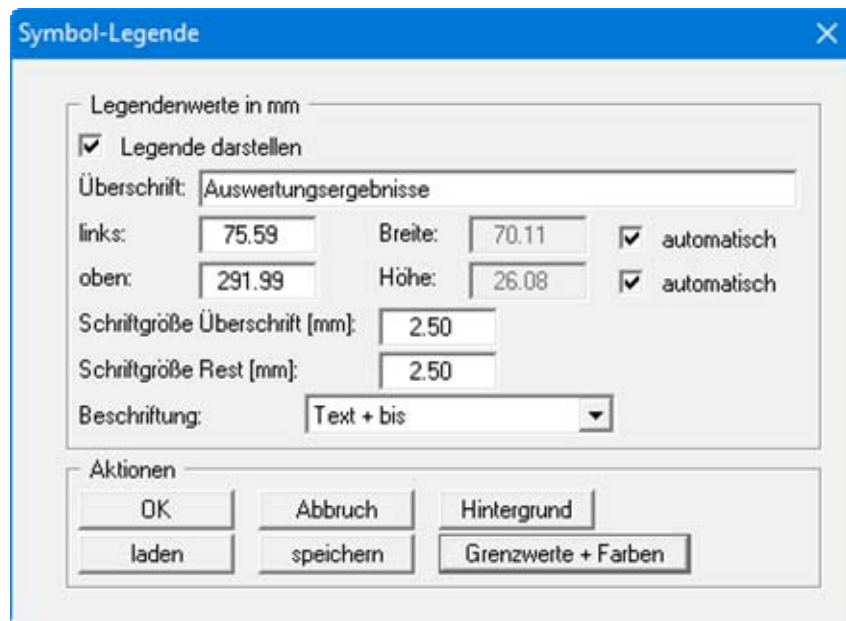 Symbol-Legende
Legendenwerte in mm
Legende darstellen
Überschrift: Auswertungsergebnisse
links: 75.59 Breite: 70.11 automatisch
oben: 291.99 Höhe: 26.08 automatisch
Schriftgröße Überschrift [mm]: 2.50
Schriftgröße Rest [mm]: 2.50
Beschriftung: Text + bis
Aktionen
OK Abbruch Hintergrund
laden speichern Grenzwerte + Farben